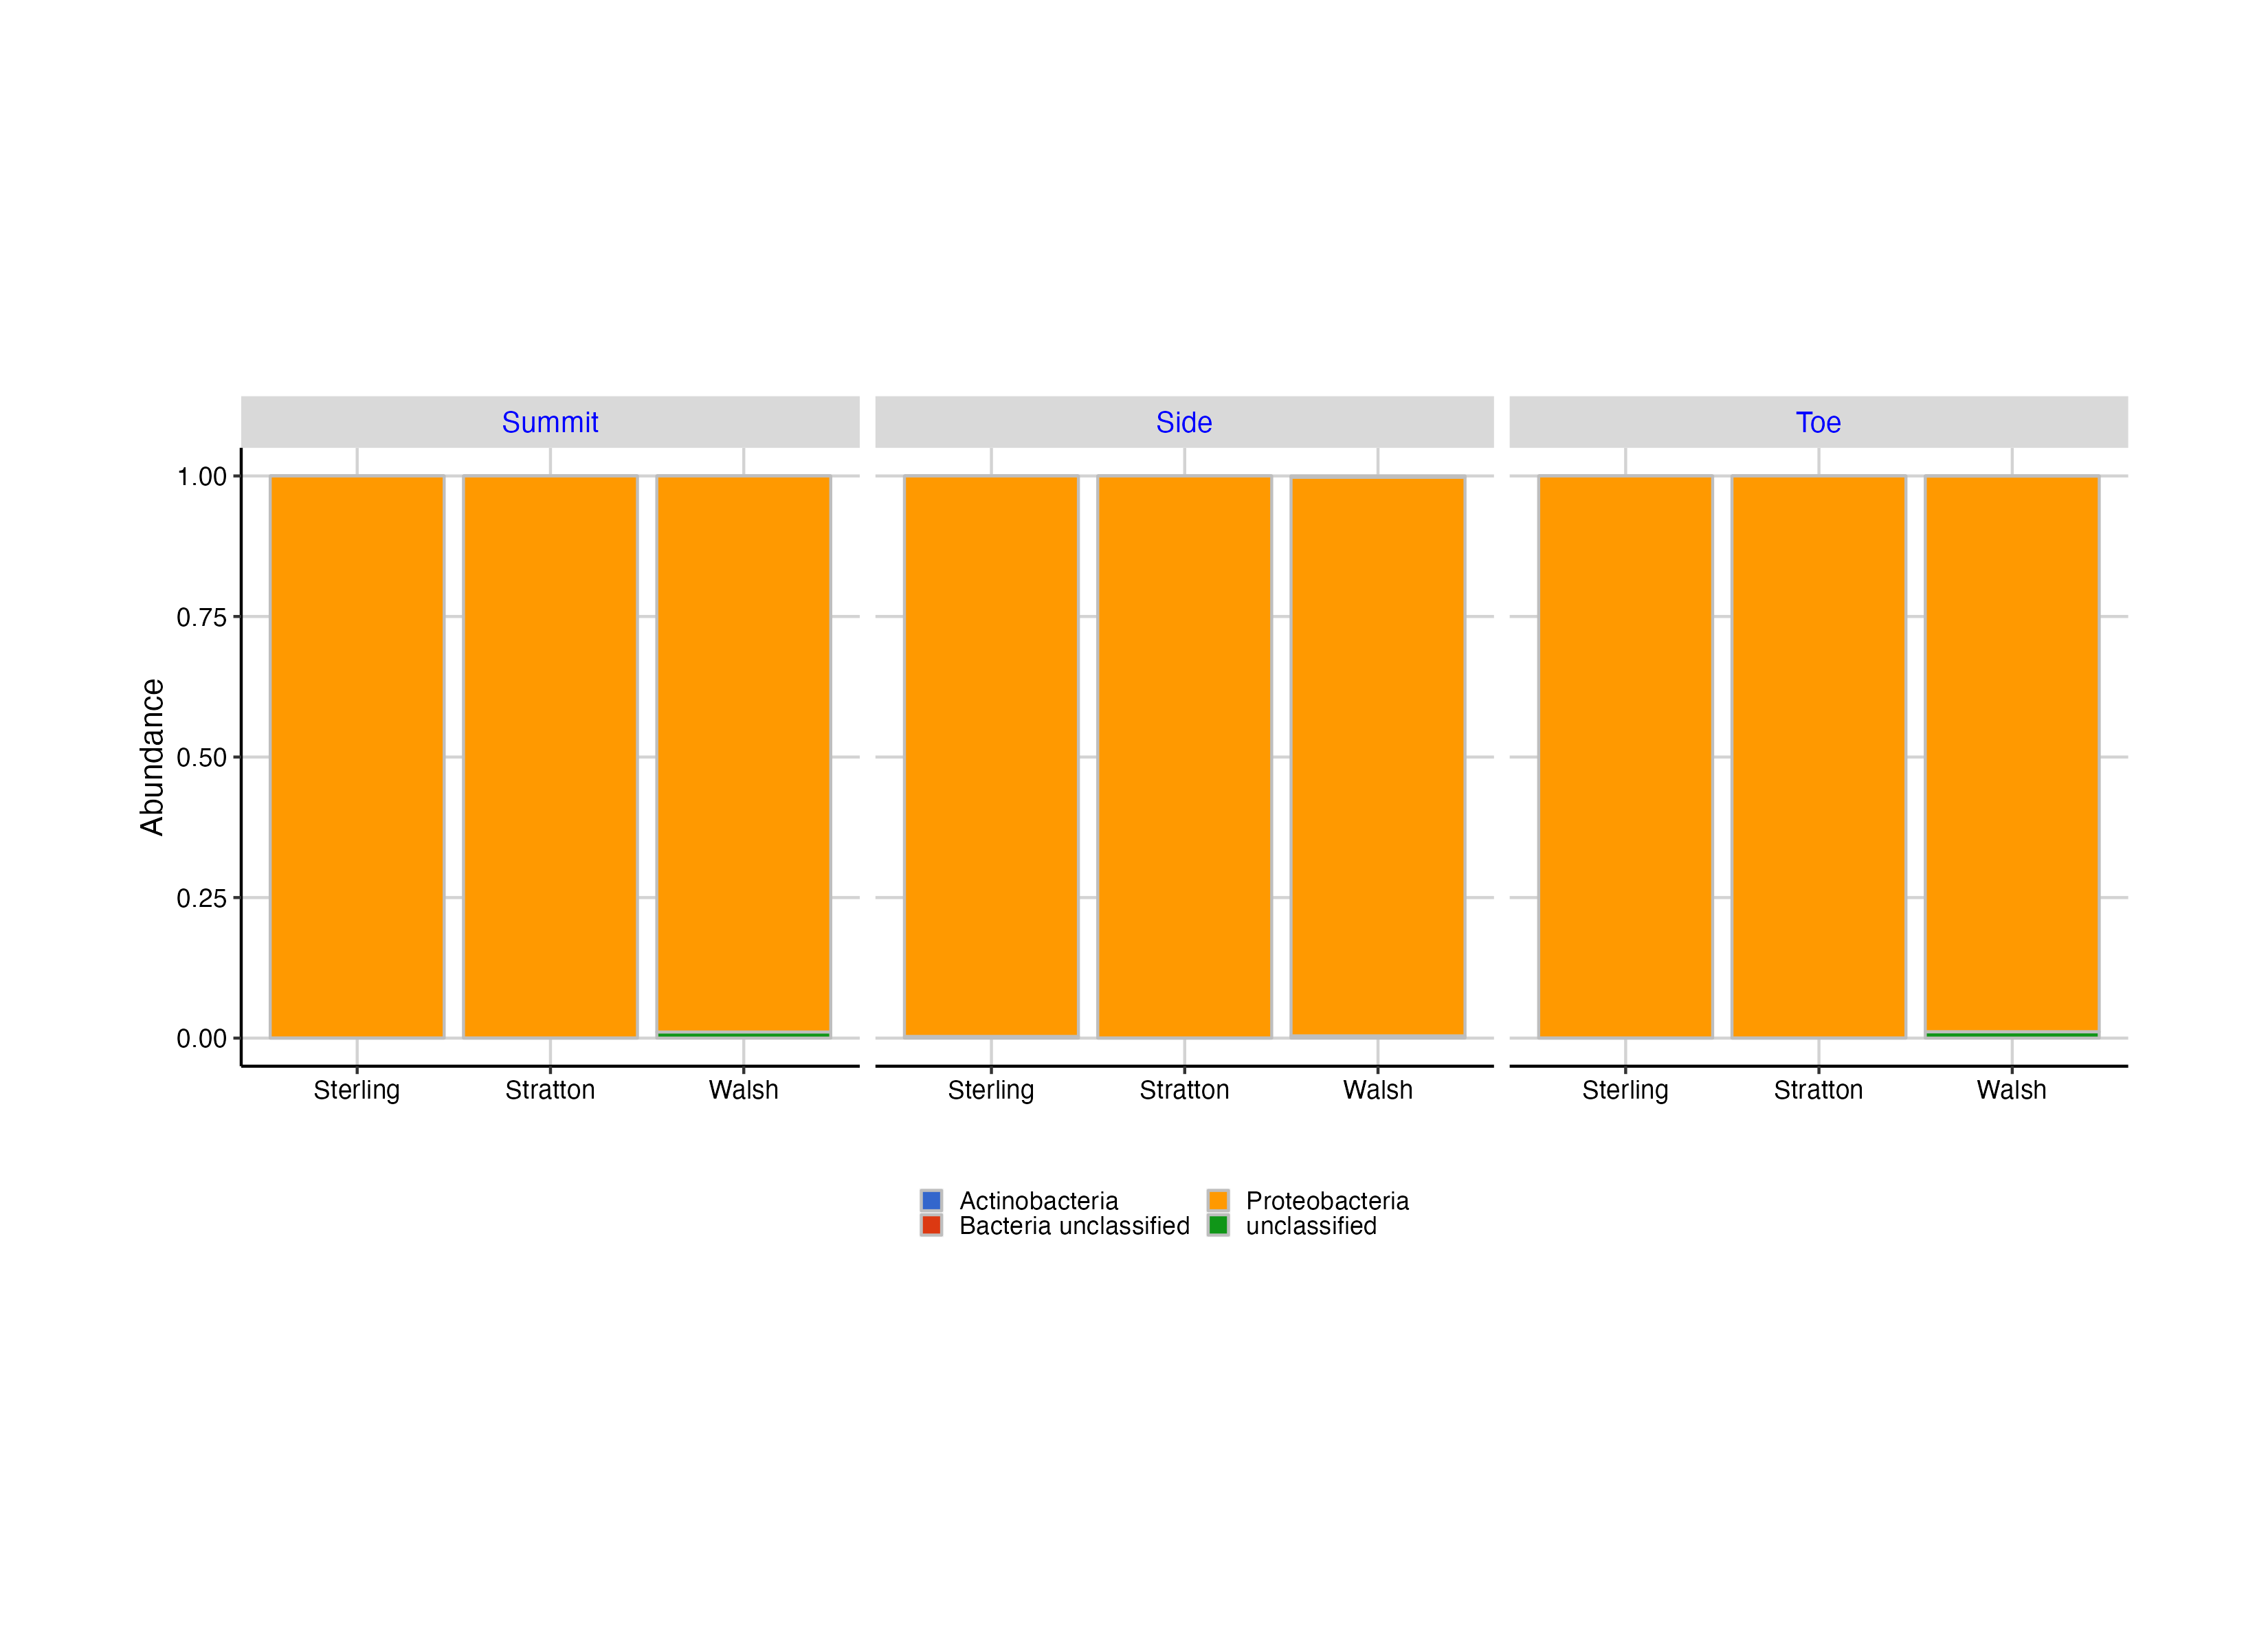 Summit Side Toe
1.00
0.75
0.50
0.25
0.00
Abundance
Sterling Stratton Walsh Sterling Stratton Walsh Sterling Stratton Walsh
Actinobacteria Proteobacteria
Bacteria unclassified unclassified